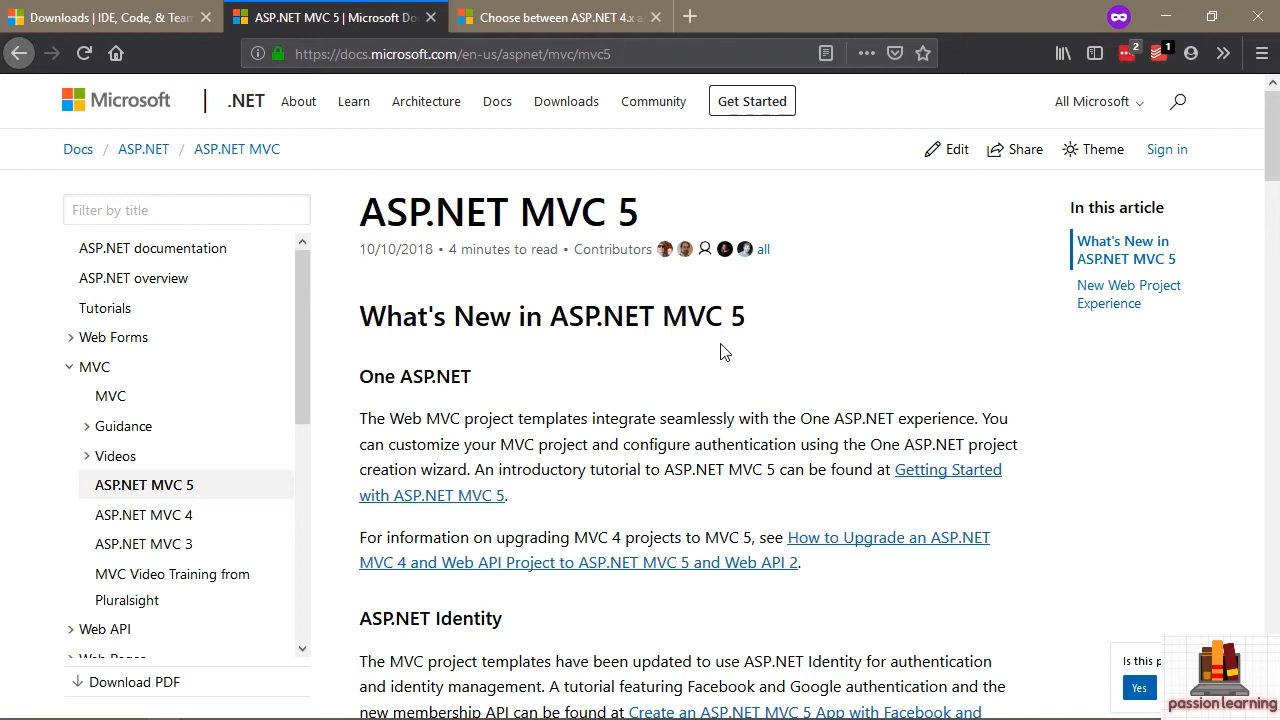 Downloads | IDE, Code, & Team
ASP.NET MVC 5 | Microsoft Do
Choose between ASP.NET 4.x a
https://docs.microsoft.com/en-us/aspnet/mvc/mvc5
2
1
Microsoft
.NET
About
Learn
Architecture
Docs
Downloads
Community
Get Started
All Microsoft
Docs / ASP.NET / ASP.NET MVC
Edit
Share
Theme
Sign in
Filter by title
ASP.NET documentation
ASP.NET overview
Tutorials
Web Forms
MVC
MVC
Guidance
Videos
ASP.NET MVC 5
ASP.NET MVC 4
ASP.NET MVC 3
MVC Video Training from
Pluralsight
Web API
Web Pages
Download PDF
ASP.NET MVC 5
10/10/2018 • 4 minutes to read • Contributors all
What's New in ASP.NET MVC 5
One ASP.NET
The Web MVC project templates integrate seamlessly with the One ASP.NET experience. You
can customize your MVC project and configure authentication using the One ASP.NET project
creation wizard. An introductory tutorial to ASP.NET MVC 5 can be found at Getting Started
with ASP.NET MVC 5.
For information on upgrading MVC 4 projects to MVC 5, see How to Upgrade an ASP.NET
MVC 4 and Web API Project to ASP.NET MVC 5 and Web API 2.
ASP.NET Identity
The MVC project templates have been updated to use ASP.NET Identity for authentication
and identity management. A tutorial featuring Facebook and Google authentication and the
new membership API can be found at Create an ASP.NET MVC 5 App with Facebook and
In this article
What's New in
ASP.NET MVC 5
New Web Project
Experience
Is this p
Yes
passion learning